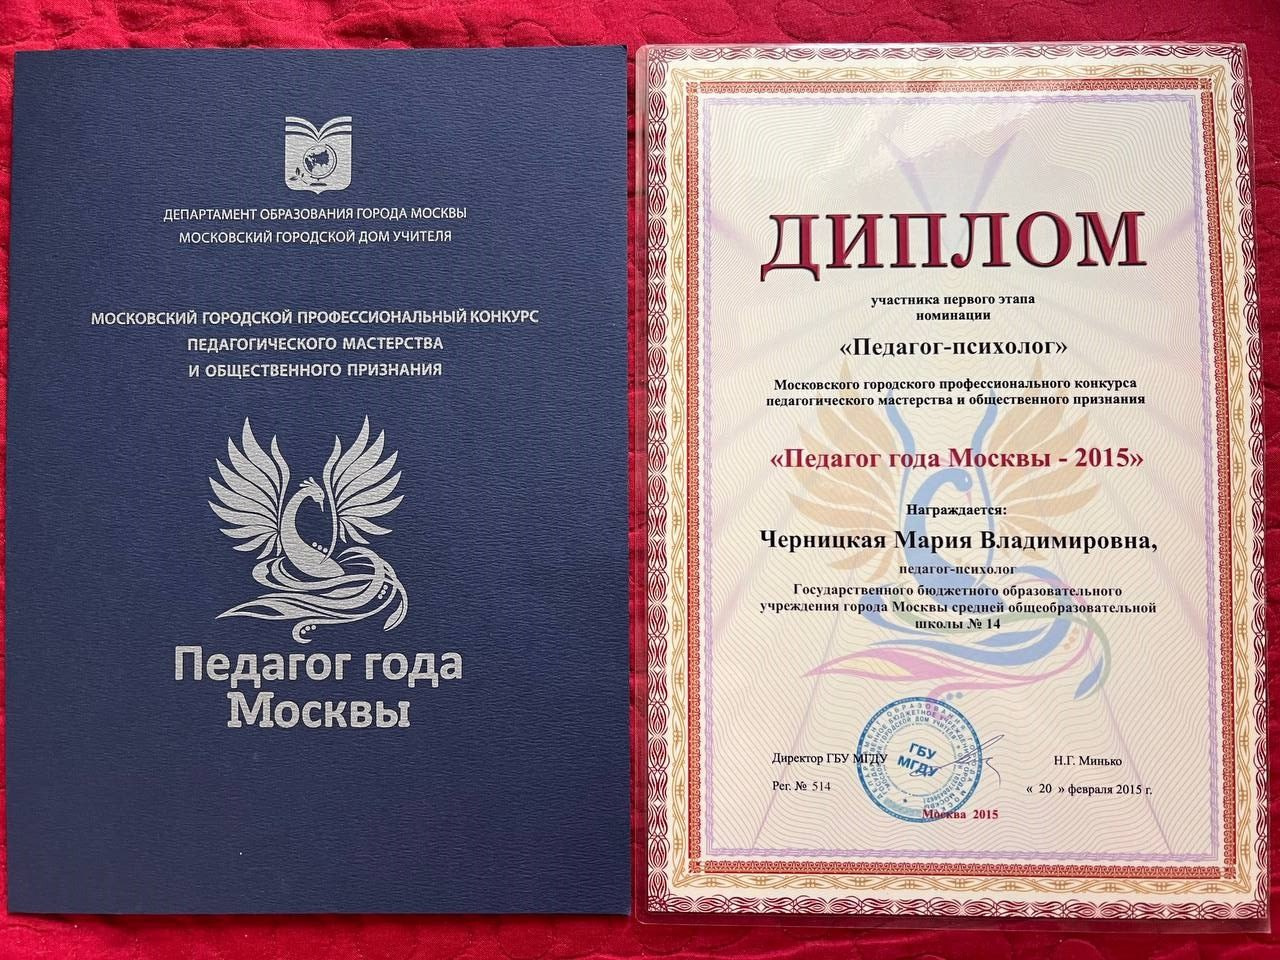 ДЕПАРТАМЕНТ ОБРАЗОВАНИЯ ГОРОДА МОСКВЫ
МОСКОВСКИЙ ГОРОДСКОЙ ДОМ УЧИТЕЛЯ
МОСКОВСКИЙ ГОРОДСКОЙ ПРОФЕССИОНАЛЬНЫЙ КОНКУРС
ПЕДАГОГИЧЕСКОГО МАСТЕРСТВА
И ОБЩЕСТВЕННОГО ПРИЗНАНИЯ
Педагог года
Москвы
ДИПЛОМ
участника первого этапа
номинации
«Педагог-психолог»
Московского городского профессионального конкурса
педагогического мастерства и общественного признания
«Педагог года Москвы - 2015»
Награждается:
Черницкая Мария Владимировна,
педагог-психолог
Государственного бюджетного образовательного
учреждения города Москвы средней общеобразовательной
школы № 14
Директор ГБУ МГДУ
Н.Г. Минько
Рег. № 514
« 20 » февраля 2015 г.
ГБУ
МГДУ
Москва 2015